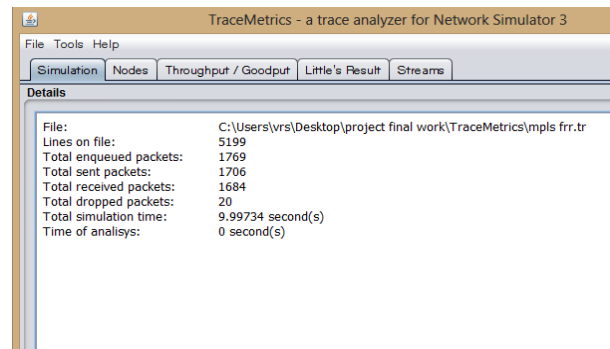 TraceMetrics - a trace analyzer for Network Simulator 3
File Tools Help
Simulation Nodes Throughput / Goodput Little's Result Streams
Details
File: C:\Users\vrs\Desktop\project final work\TraceMetrics\mpls frr.tr
Lines on file: 5199
Total enqueued packets: 1769
Total sent packets: 1706
Total received packets: 1684
Total dropped packets: 20
Total simulation time: 9.99734 second(s)
Time of analisys: 0 second(s)